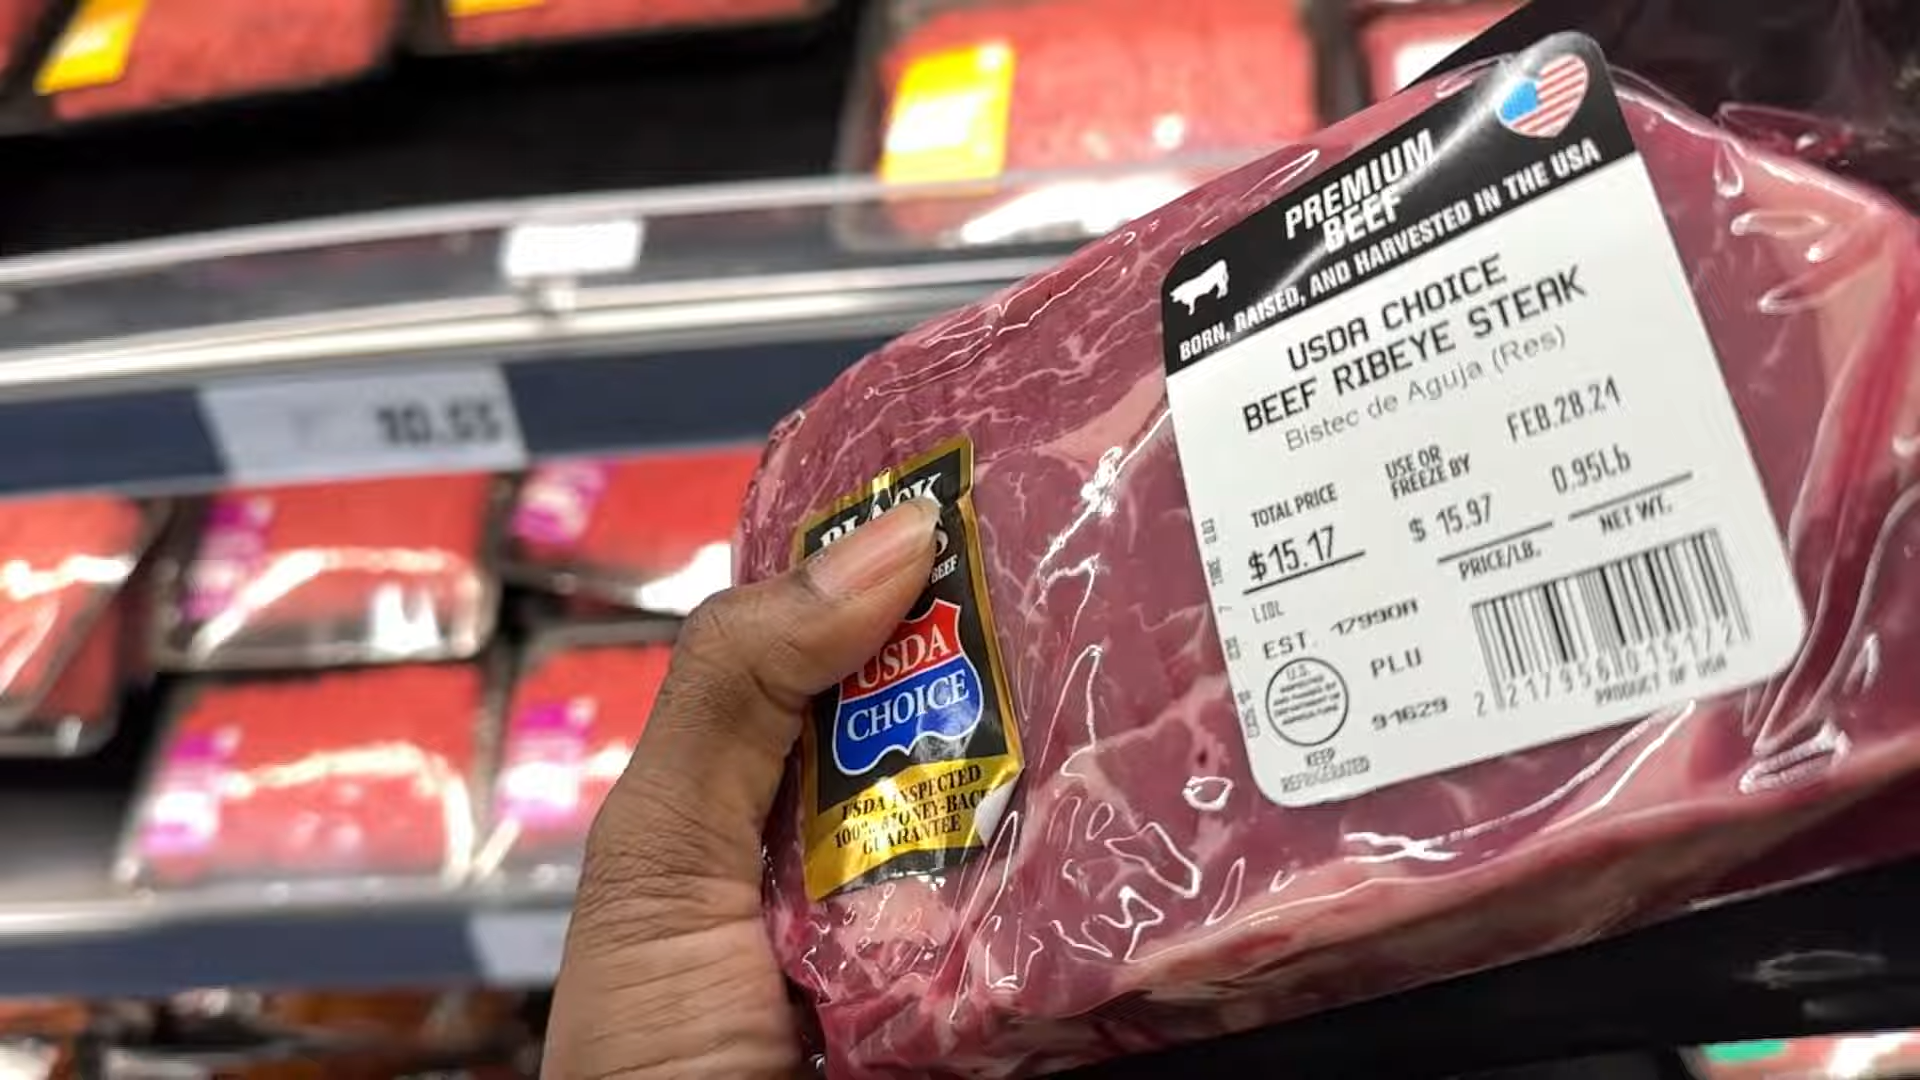 10.55
PREMIUM
BEEF
BORN, RAISED, AND HARVESTED IN THE USA
USDA CHOICE
BEEF RIBEYE STEAK
Bistec de Aguja (Res)
FEB.28.24
USE OR
FREEZE BY
TOTAL PRICE
$15.17
$ 15.97
PRICE/LB.
0.95Lb
NET WT.
LIDL
EST. 17990A
PLU
91629
KEEP
REFRIGERATED
PRODUCT OF USA
BLACK
BEEF
USDA
CHOICE
USDA INSPECTED
100% MONEY-BACK
GUARANTEE